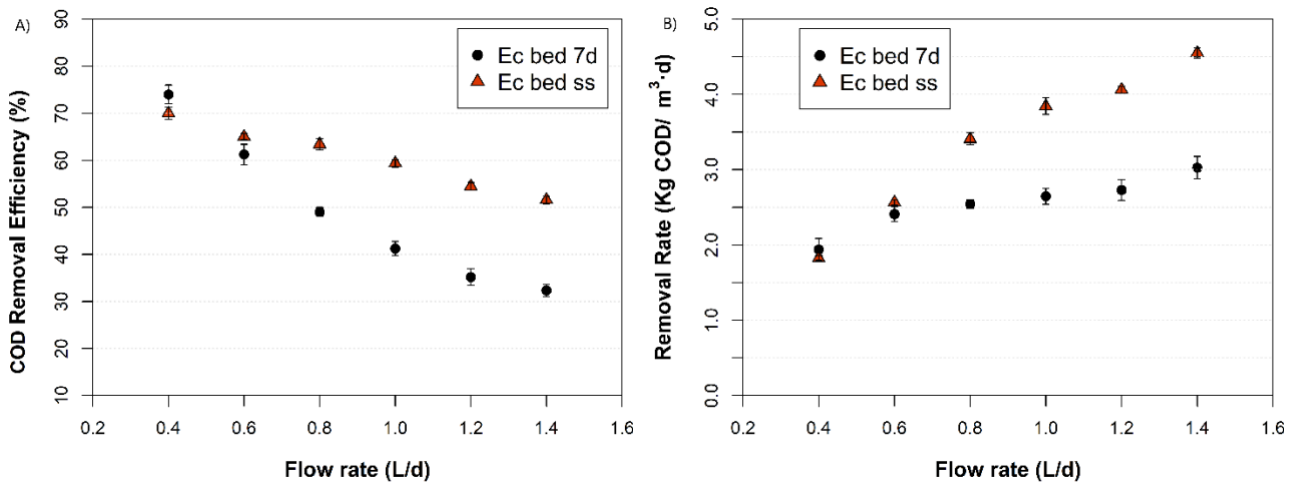 A)
COD Removal Efficiency (%)
90
80
70
60
50
40
30
20
10
Ec bed 7d
Ec bed ss
0.2 0.4 0.6 0.8 1.0 1.2 1.4 1.6
Flow rate (L/d)
B)
Removal Rate (Kg COD/ m³·d)
5.0
4.0
3.0
2.0
1.0
0.0
Ec bed 7d
Ec bed ss
0.2 0.4 0.6 0.8 1.0 1.2 1.4 1.6
Flow rate (L/d)